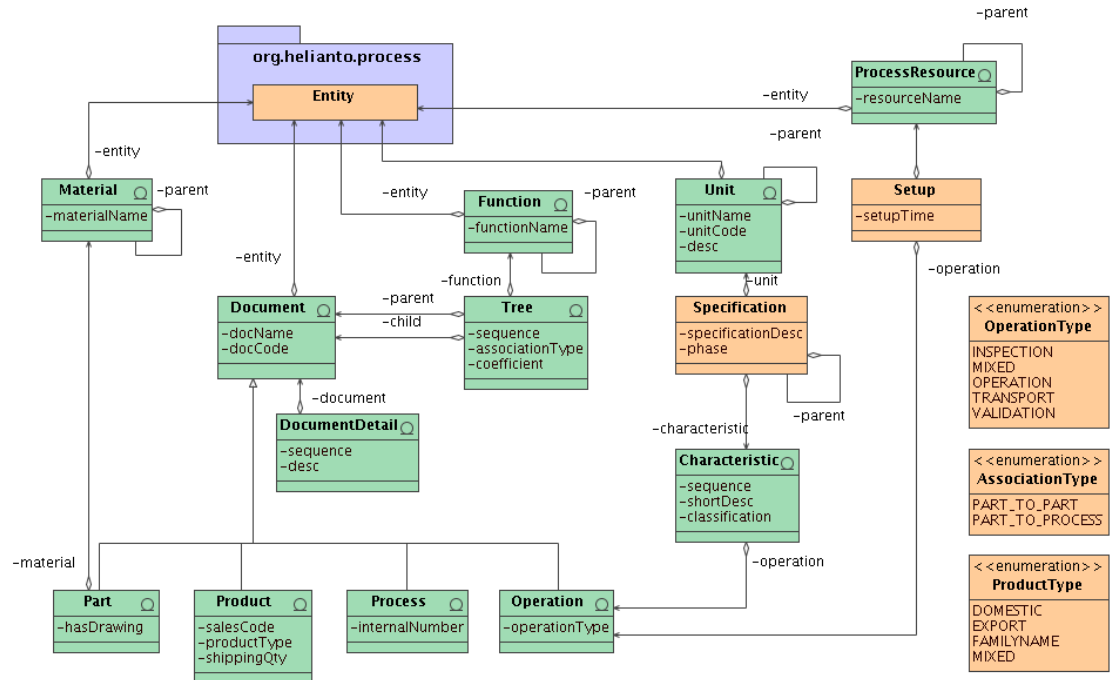 -parent
org.helianto.process
ProcessResource
-resourceName
Entity
-entity
-parent
-entity
Material
-materialName
-parent
-entity
Function
-functionName
-parent
Unit
-unitName
-unitCode
-desc
Setup
-setupTime
-entity
-function
-unit
-operation
Document
-docName
-docCode
-parent
-child
Tree
-sequence
-associationType
-coefficient
Specification
-specificationDesc
-phase
-parent
<<enumeration>>
OperationType
INSPECTION
MIXED
OPERATION
TRANSPORT
VALIDATION
-document
DocumentDetail
-sequence
-desc
-characteristic
Characteristic
-sequence
-shortDesc
-classification
<<enumeration>>
AssociationType
PART_TO_PART
PART_TO_PROCESS
-material
-operation
Part
-hasDrawing
Product
-salesCode
-productType
-shippingQty
Process
-internalNumber
Operation
-operationType
<<enumeration>>
ProductType
DOMESTIC
EXPORT
FAMILYNAME
MIXED